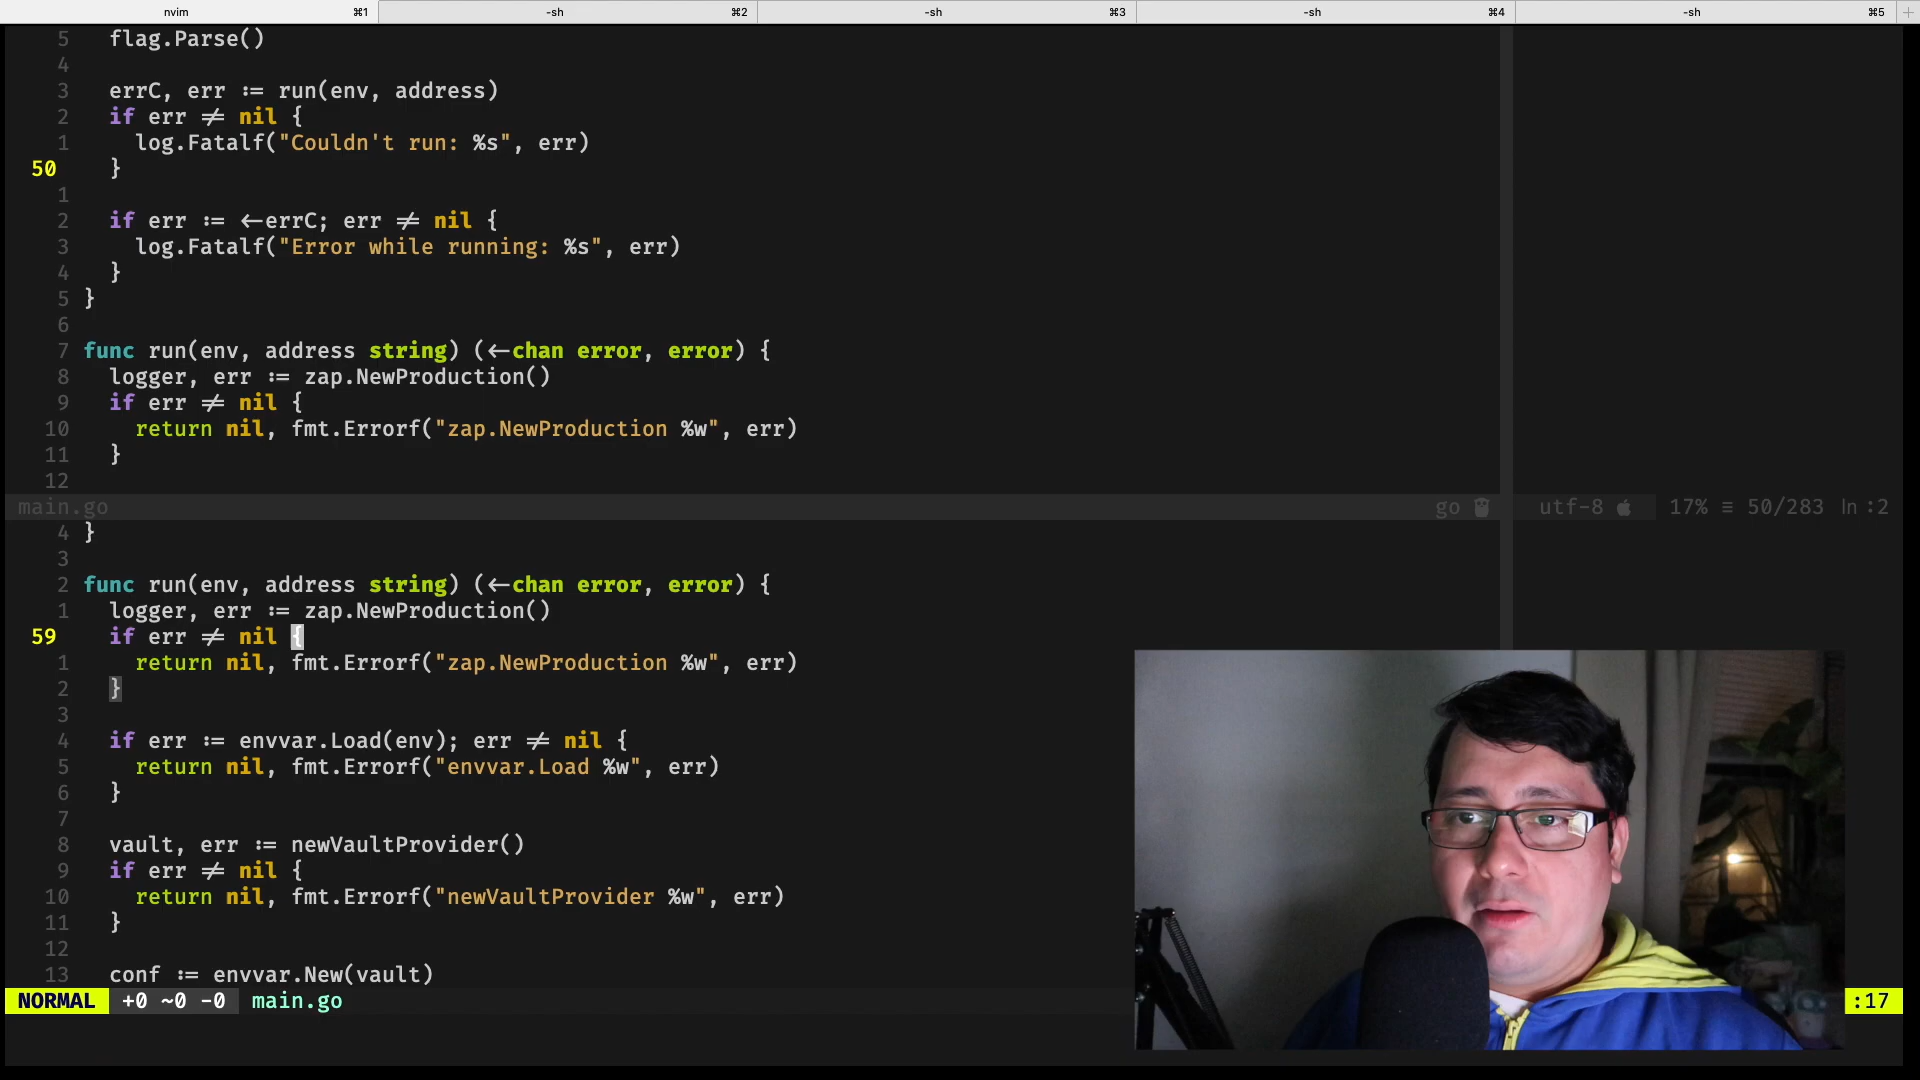 nvim ⌘1 -sh ⌘2 -sh ⌘3 -sh ⌘4 -sh ⌘5 +
5 flag.Parse()
4
3 errC, err := run(env, address)
2 if err ≠ nil {
1 log.Fatalf("Couldn't run: %s", err)
50 }
1
2 if err := ←errC; err ≠ nil {
3 log.Fatalf("Error while running: %s", err)
4 }
5 }
6
7 func run(env, address string) (←chan error, error) {
8 logger, err := zap.NewProduction()
9 if err ≠ nil {
10 return nil, fmt.Errorf("zap.NewProduction %w", err)
11 }
12
main.go go utf-8 17% ≡ 50/283 ln :2
4 }
3
2 func run(env, address string) (←chan error, error) {
1 logger, err := zap.NewProduction()
59 if err ≠ nil {
1 return nil, fmt.Errorf("zap.NewProduction %w", err)
2 }
3
4 if err := envvar.Load(env); err ≠ nil {
5 return nil, fmt.Errorf("envvar.Load %w", err)
6 }
7
8 vault, err := newVaultProvider()
9 if err ≠ nil {
10 return nil, fmt.Errorf("newVaultProvider %w", err)
11 }
12
13 conf := envvar.New(vault)
NORMAL +0 ~0 -0 main.go :17